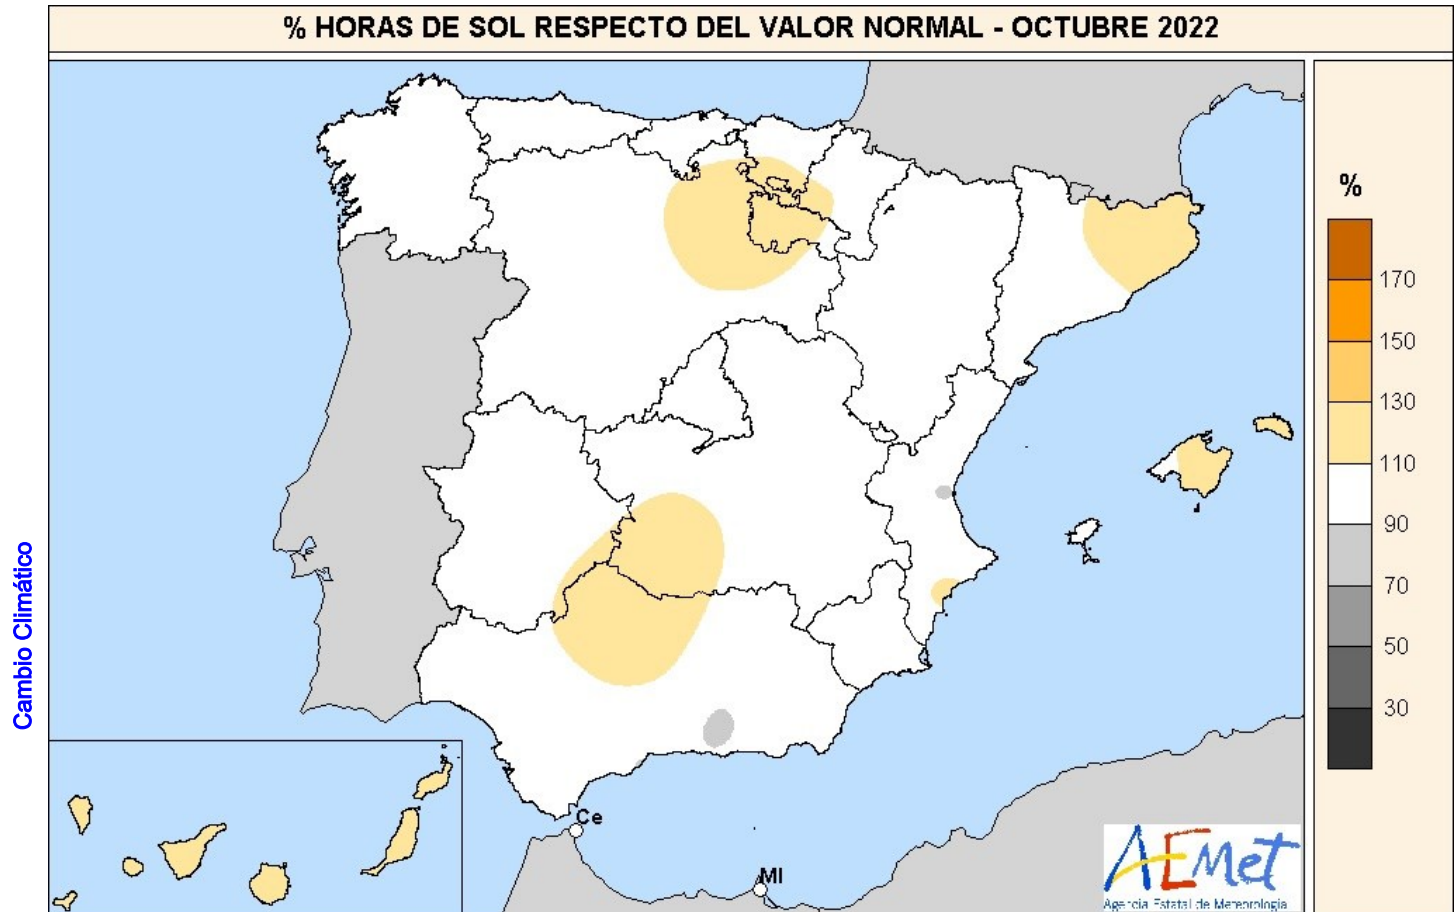 % HORAS DE SOL RESPECTO DEL VALOR NORMAL - OCTUBRE 2022
%
170
150
130
110
90
70
50
30
Cambio Climático
Ce
Ml
AEMet
Agencia Estatal de Meteorología